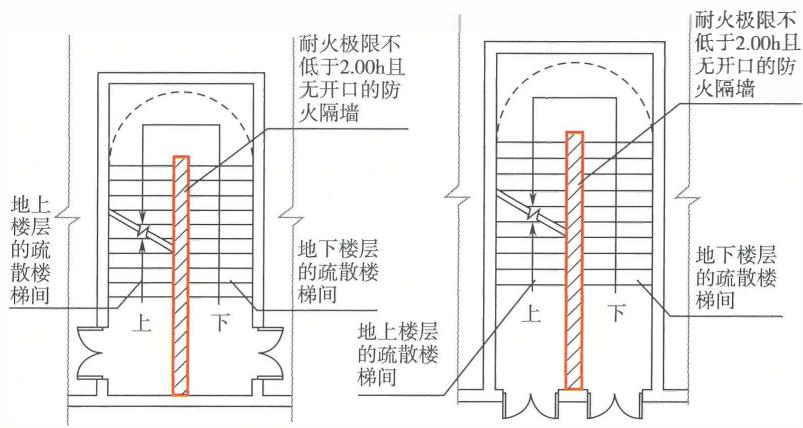 耐火极限不
低于2.00h且
无开口的防
火隔墙
地上
楼层
的疏
散楼
梯间
地下楼层
的疏散楼
梯间
上
下
耐火极限不
低于2.00h且
无开口的防
火隔墙
地下楼层
的疏散楼
梯间
地上楼层
的疏散楼
梯间
上
下